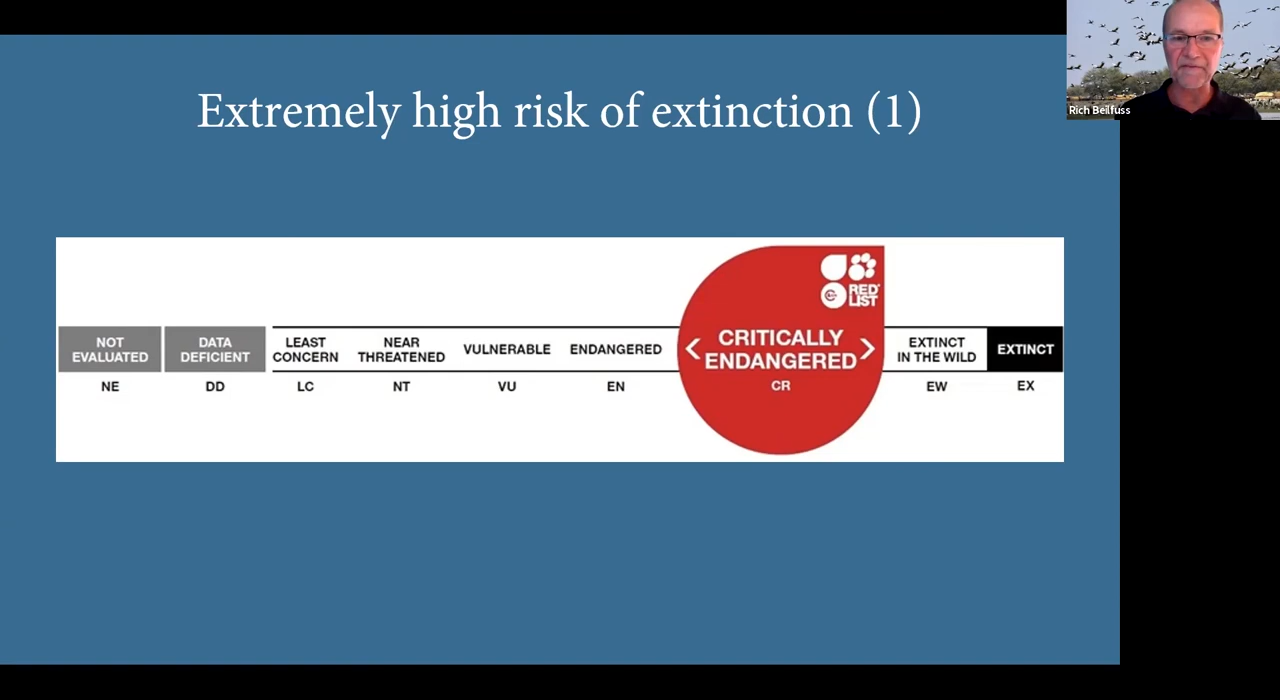 Extremely high risk of extinction (1)
Rich Beilfuss
RED
LIST
NOT
EVALUATED
NE
DATA
DEFICIENT
DD
LEAST
CONCERN
LC
NEAR
THREATENED
NT
VULNERABLE
VU
ENDANGERED
EN
< CRITICALLY
ENDANGERED >
CR
EXTINCT
IN THE WILD
EW
EXTINCT
EX